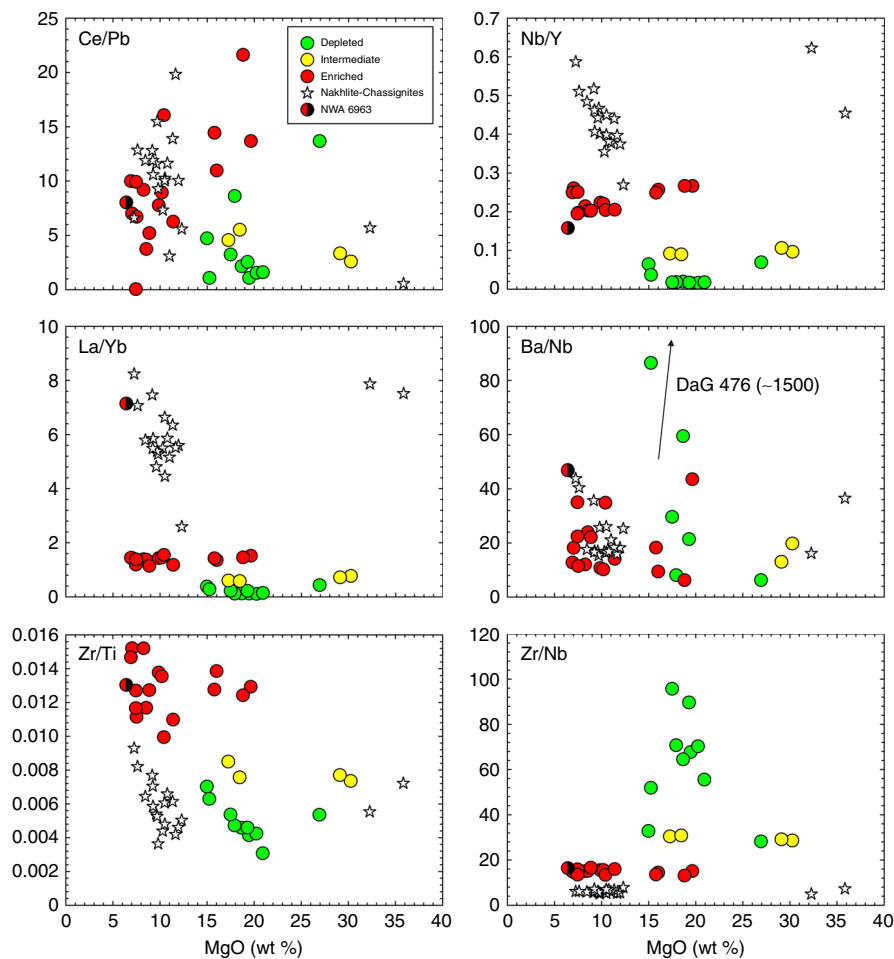 Ce/Pb
25
20
15
10
5
0
Depleted
Intermediate
Enriched
Nakhlite-Chassignites
NWA 6963
Nb/Y
0.7
0.6
0.5
0.4
0.3
0.2
0.1
0
La/Yb
10
8
6
4
2
0
Ba/Nb
100
80
60
40
20
0
DaG 476 (~1500)
Zr/Ti
0.016
0.014
0.012
0.010
0.008
0.006
0.004
0.002
0.000
0 5 10 15 20 25 30 35 40
MgO (wt %)
Zr/Nb
120
100
80
60
40
20
0
0 5 10 15 20 25 30 35 40
MgO (wt %)